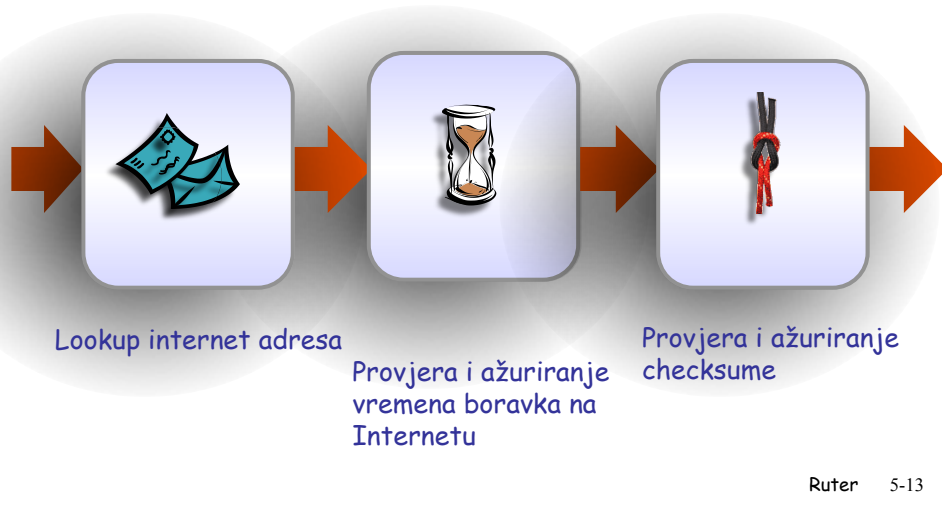 Lookup internet adresa
Provjera i ažuriranje
vremena boravka na
Internetu
Provjera i ažuriranje
checksume
Ruter 5-13